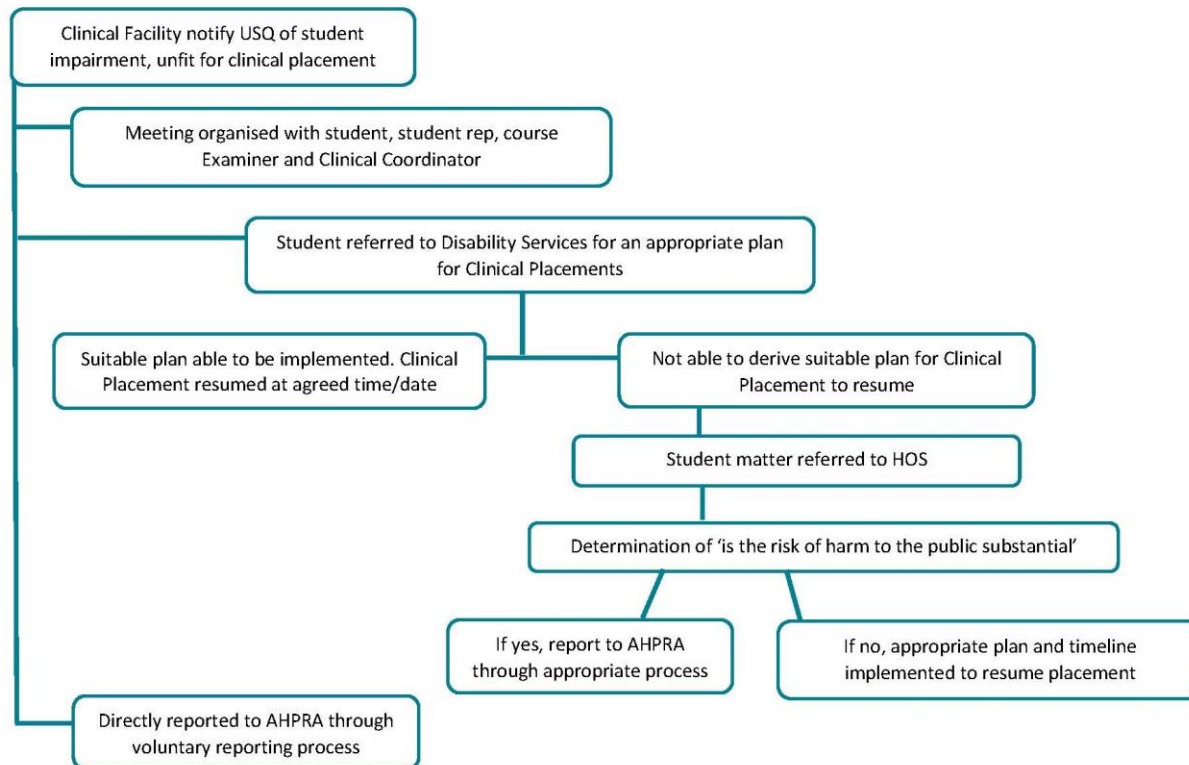 Clinical Facility notify USQ of student
impairment, unfit for clinical placement
Meeting organised with student, student rep, course
Examiner and Clinical Coordinator
Student referred to Disability Services for an appropriate plan
for Clinical Placements
Suitable plan able to be implemented. Clinical
Placement resumed at agreed time/date
Not able to derive suitable plan for Clinical
Placement to resume
Student matter referred to HOS
Determination of ‘is the risk of harm to the public substantial’
If yes, report to AHPRA
through appropriate process
If no, appropriate plan and timeline
implemented to resume placement
Directly reported to AHPRA through
voluntary reporting process